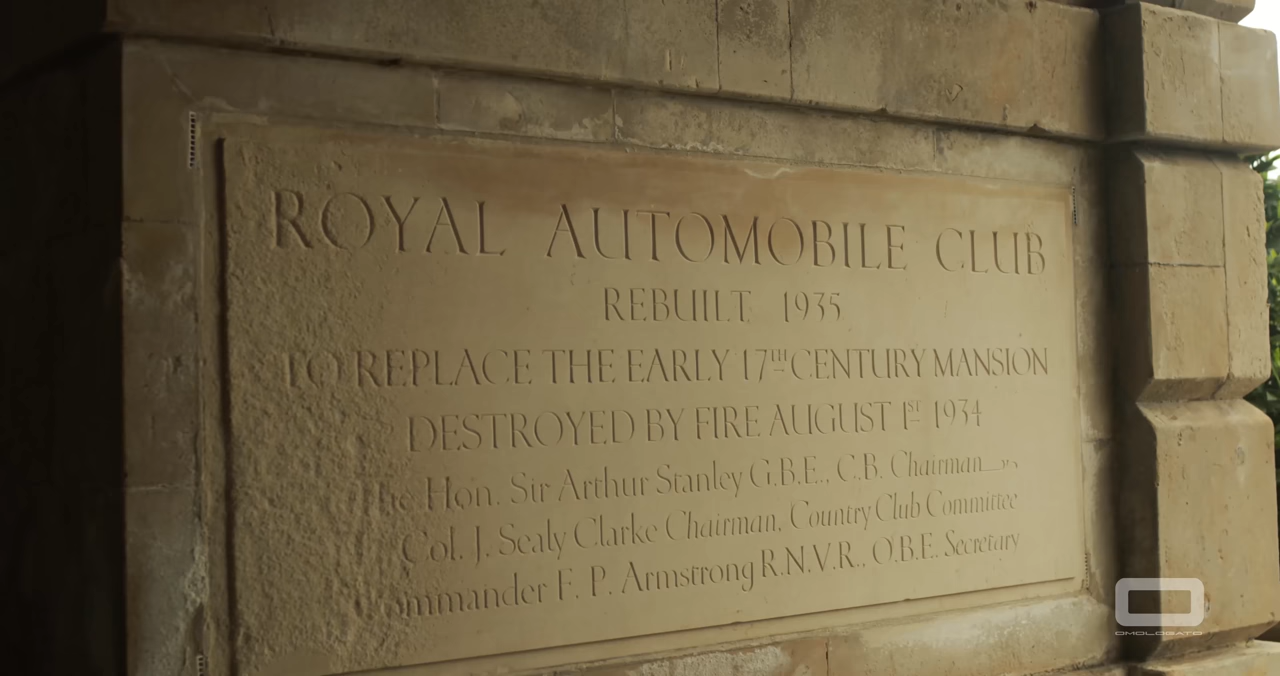 ROYAL AUTOMOBILE CLUB
REBUILT 1935
TO REPLACE THE EARLY 17TH CENTURY MANSION
DESTROYED BY FIRE AUGUST 1ST 1934
The Hon. Sir Arthur Stanley G.B.E., C.B. Chairman
Col. J. Sealy Clarke Chairman, Country Club Committee
Commander F. P. Armstrong R.N.V.R., O.B.E. Secretary
OMOLOGATO